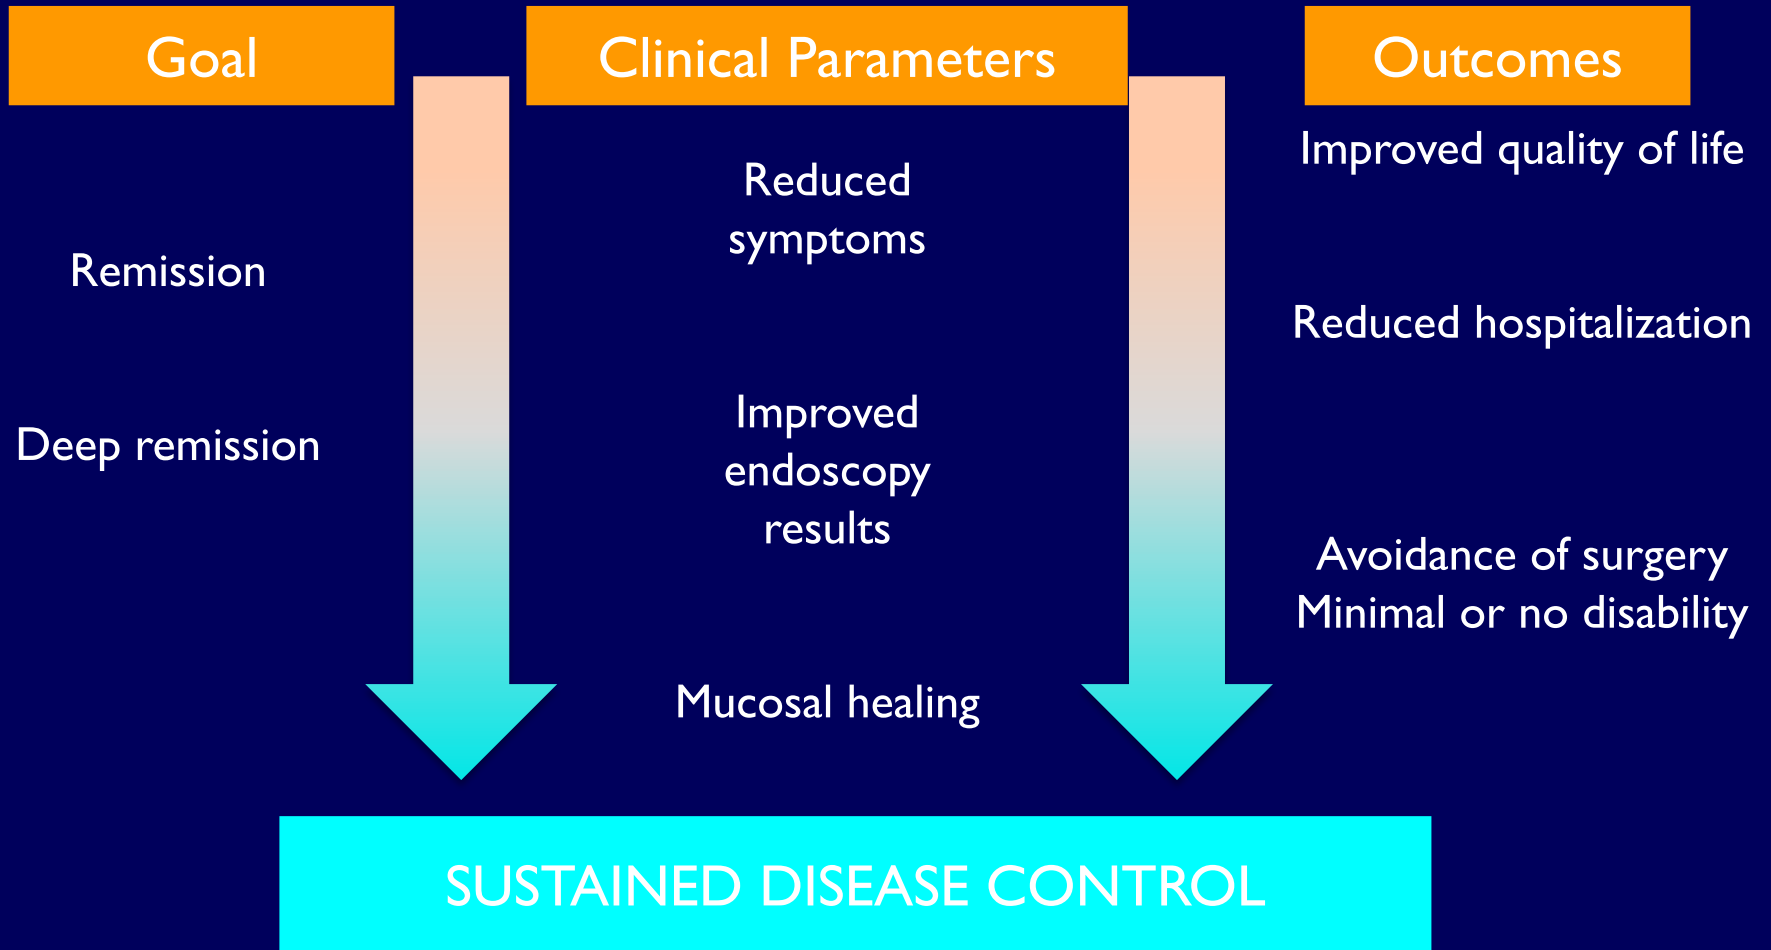 Goal
Clinical Parameters
Outcomes
Remission
Deep remission
Reduced
symptoms
Improved
endoscopy
results
Mucosal healing
Improved quality of life
Reduced hospitalization
Avoidance of surgery
Minimal or no disability
SUSTAINED DISEASE CONTROL